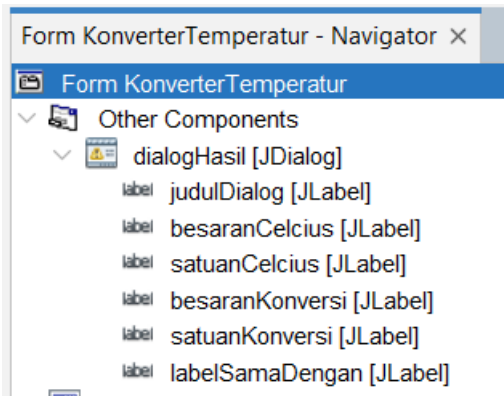 Form KonverterTemperatur - Navigator ×
Form KonverterTemperatur
Other Components
dialogHasil [JDialog]
label judulDialog [JLabel]
label besaranCelcius [JLabel]
label satuanCelcius [JLabel]
label besaranKonversi [JLabel]
label satuanKonversi [JLabel]
label labelSamaDengan [JLabel]